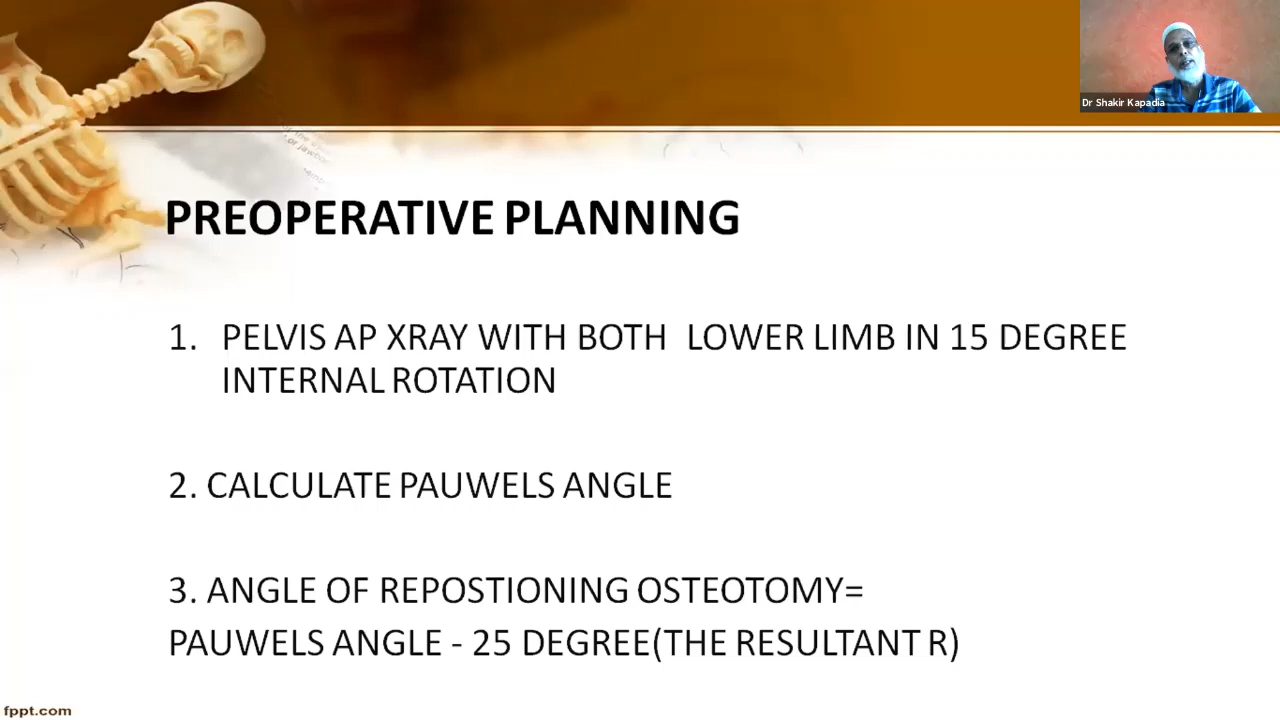 Dr Shakir Kapadia
PREOPERATIVE PLANNING
1. PELVIS AP XRAY WITH BOTH LOWER LIMB IN 15 DEGREE
INTERNAL ROTATION
2. CALCULATE PAUWELS ANGLE
3. ANGLE OF REPOSTIONING OSTEOTOMY=
PAUWELS ANGLE - 25 DEGREE(THE RESULTANT R)
fppt.com